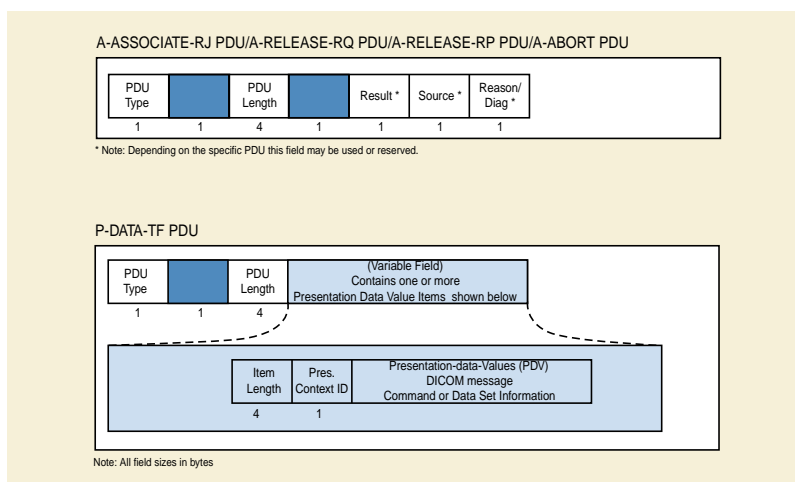 A-ASSOCIATE-RJ PDU/A-RELEASE-RQ PDU/A-RELEASE-RP PDU/A-ABORT PDU
PDU Type
PDU Length
Result *
Source *
Reason/ Diag *
1 1 4 1 1 1 1
* Note: Depending on the specific PDU this field may be used or reserved.
P-DATA-TF PDU
PDU Type
PDU Length
(Variable Field)
Contains one or more
Presentation Data Value Items shown below
1 1 4
Item Length
Pres. Context ID
Presentation-data-Values (PDV)
DICOM message
Command or Data Set Information
4 1
Note: All field sizes in bytes